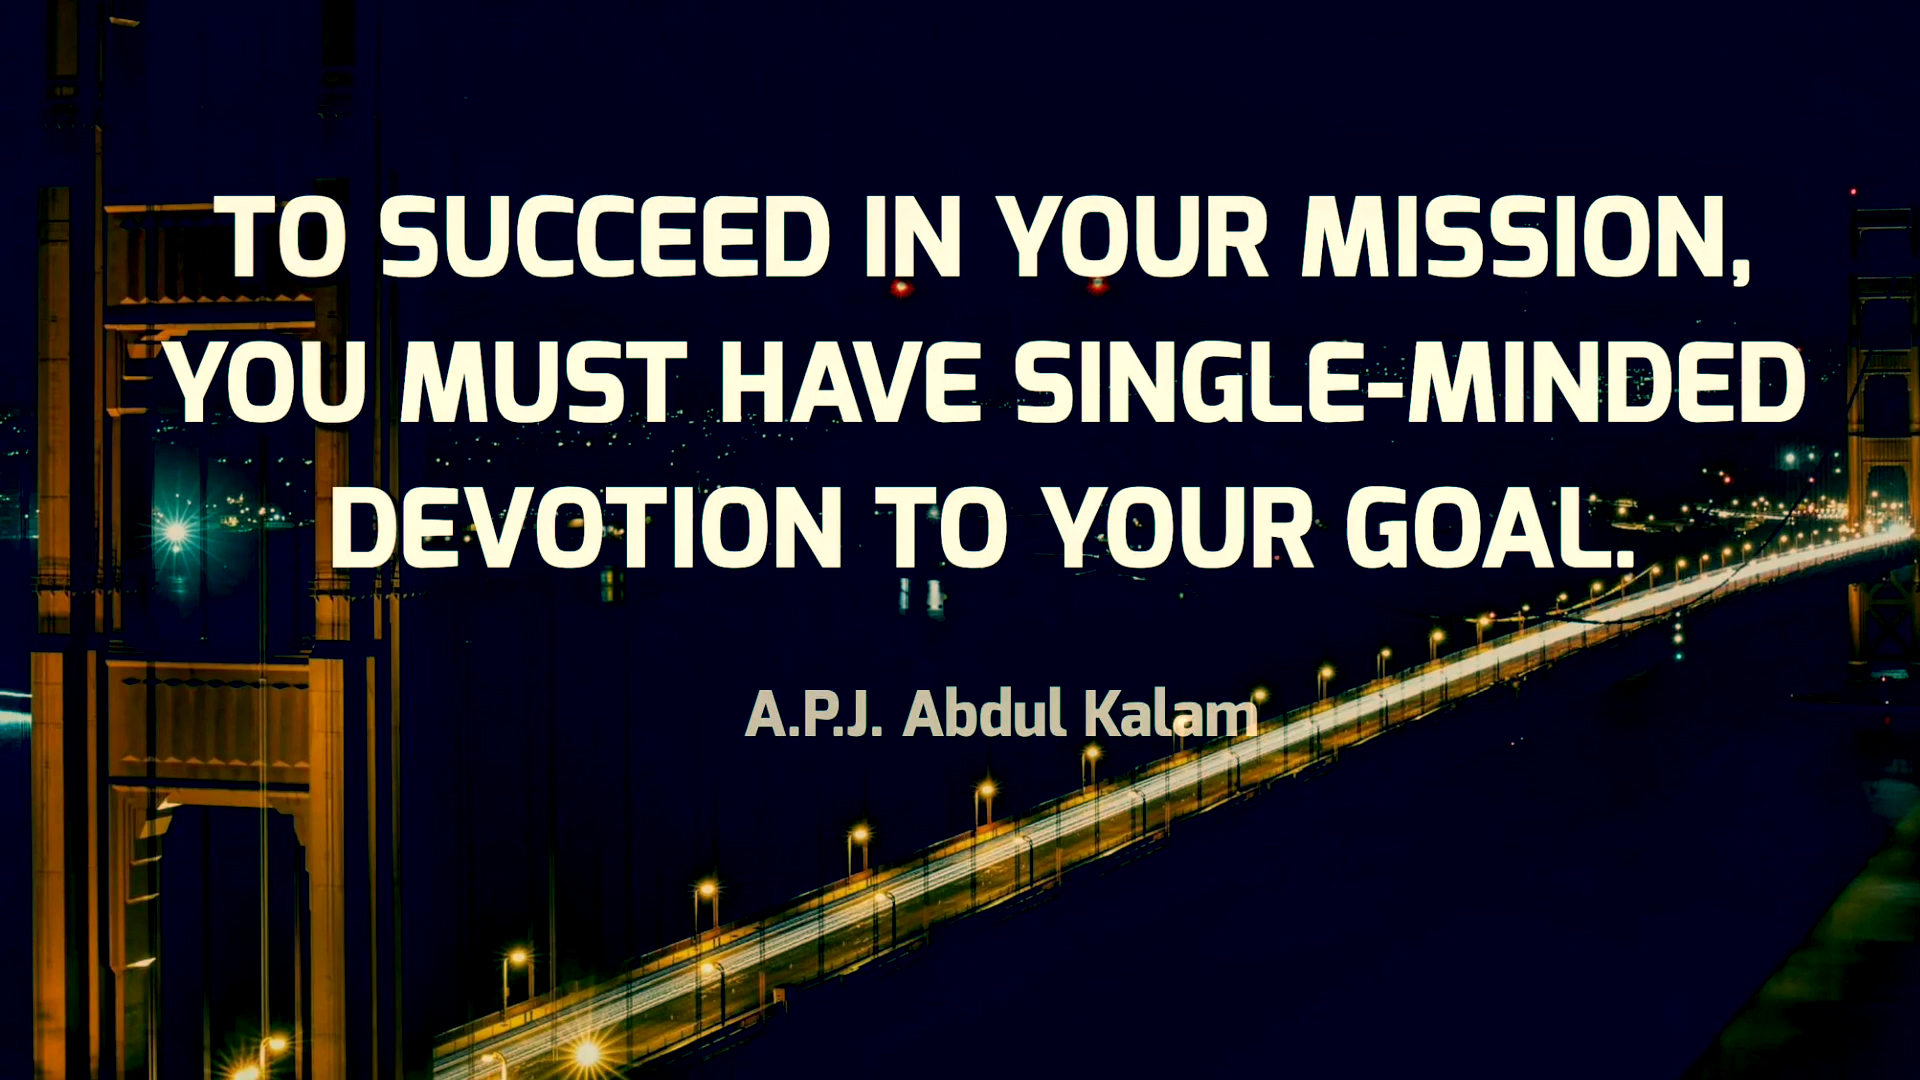 TO SUCCEED IN YOUR MISSION,
YOU MUST HAVE SINGLE-MINDED
DEVOTION TO YOUR GOAL.
A.P.J. Abdul Kalam